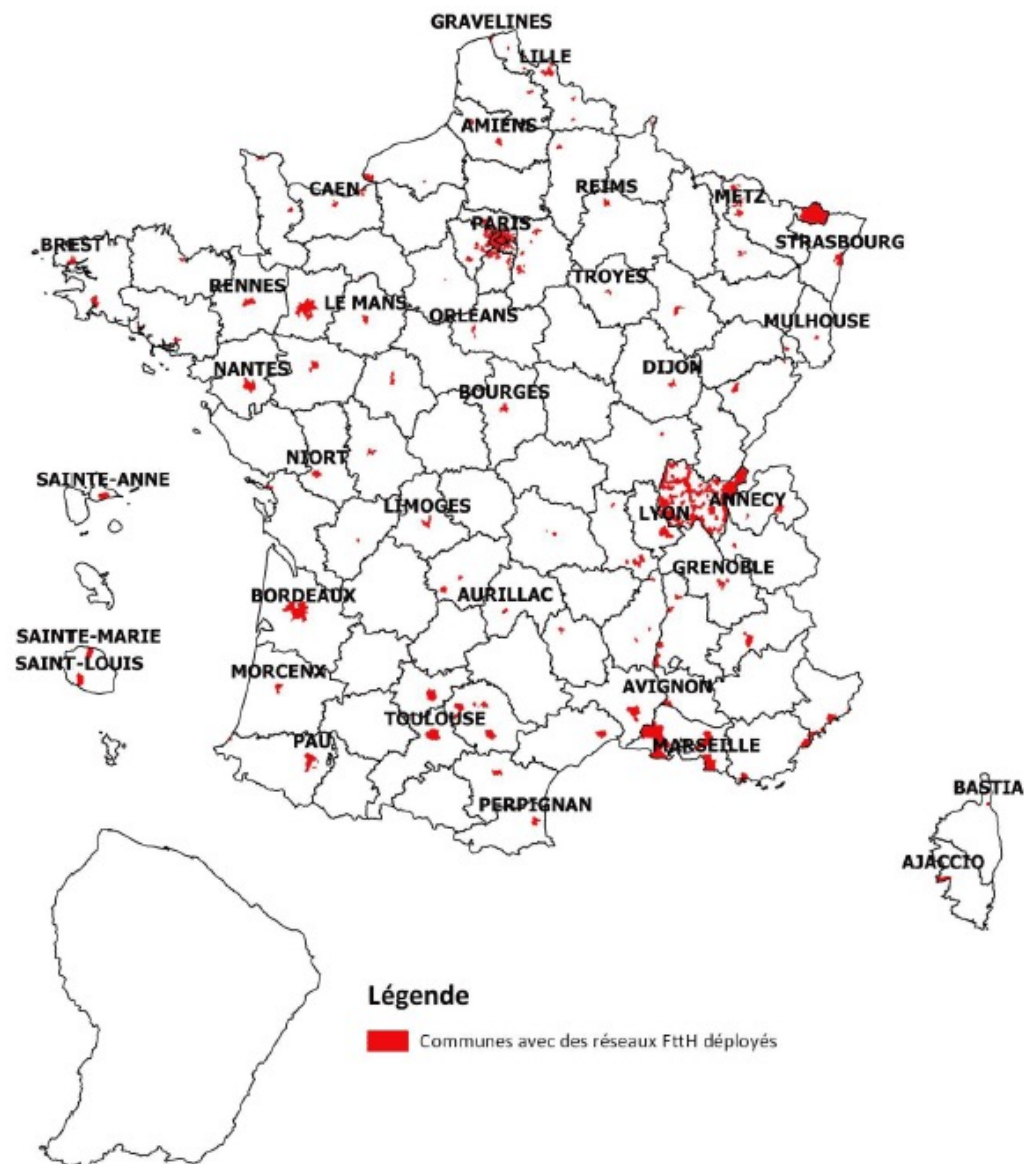 GRAVELINES
LILLE
AMIENS
CAEN
REIMS
METZ
PARIS
STRASBOURG
BREST
RENNES
LE MANS
ORLÉANS
TROYES
MULHOUSE
NANTES
BOURGES
DIJON
NIORT
SAINTE-ANNE
LIMOGES
LYON
ANNECY
GRENOBLE
BORDEAUX
AURILLAC
SAINTE-MARIE
SAINT-LOUIS
MORCENX
AVIGNON
TOULOUSE
PAU
MARSEILLE
PERPIGNAN
BASTIA
AJACCIO
Légende
Communes avec des réseaux FttH déployés